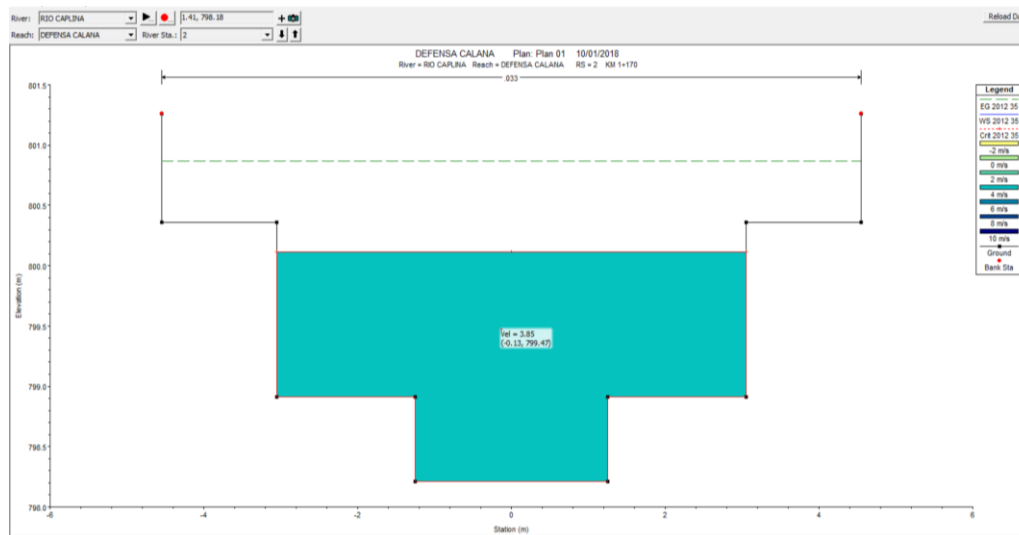 River: RIO CAPLINA 1.41, 798.18 Reload Da
Reach: DEFENSA CALANA River Sta.: 2
DEFENSA CALANA Plan: Plan 01 10/01/2018
River = RIO CAPLINA Reach = DEFENSA CALANA RS = 2 KM 1+170
.033
801.5
801.0
800.5
800.0
799.5
799.0
798.5
798.0
Elevation (m)
Vel = 3.85
(-0.13, 799.47)
-6 -4 -2 0 2 4 6
Station (m)
Legend
EG 2012 35
WS 2012 35
Crit 2012 35
-2 m/s
0 m/s
2 m/s
4 m/s
6 m/s
8 m/s
10 m/s
Ground
Bank Sta